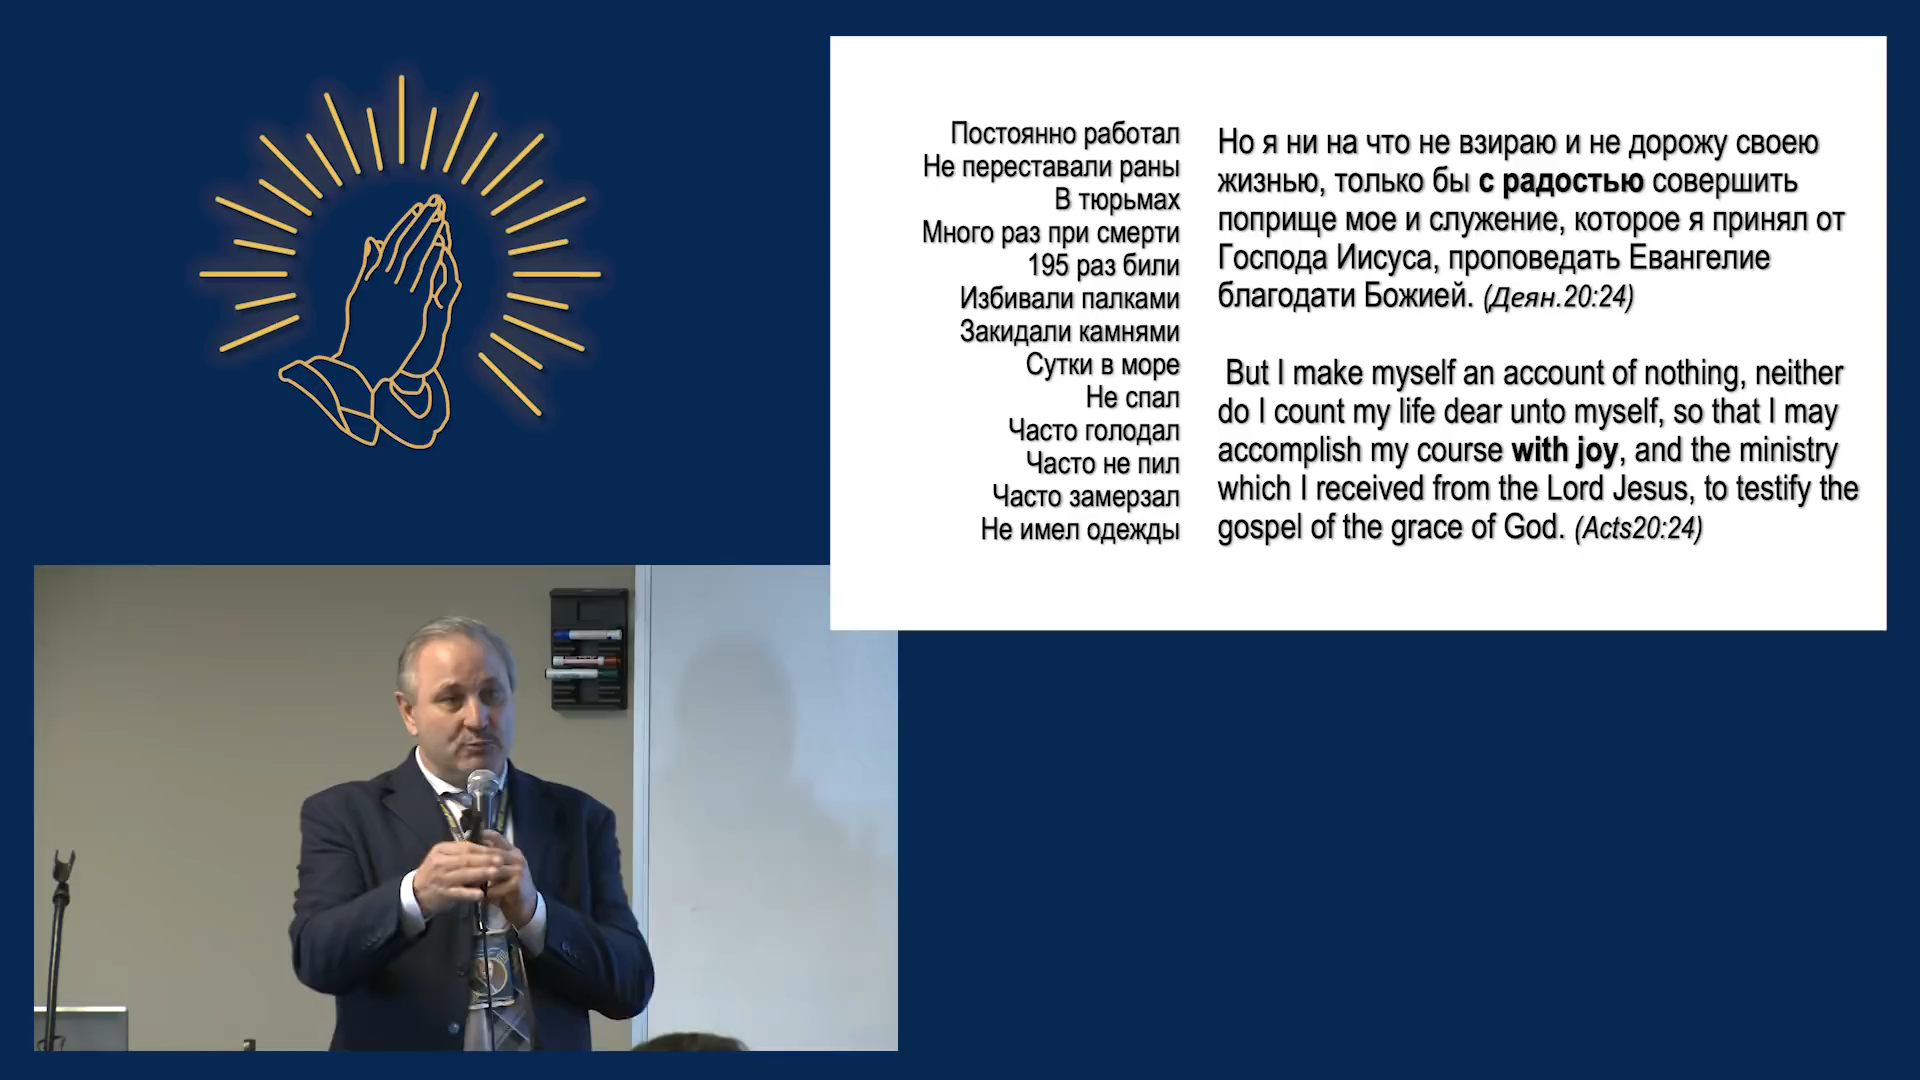 Постоянно работал
Не переставали раны
В тюрьмах
Много раз при смерти
195 раз били
Избивали палками
Закидали камнями
Сутки в море
Не спал
Часто голодал
Часто не пил
Часто замерзал
Не имел одежды
Но я ни на что не взираю и не дорожу своею
жизнью, только бы с радостью совершить
поприще мое и служение, которое я принял от
Господа Иисуса, проповедать Евангелие
благодати Божией. (Деян.20:24)
But I make myself an account of nothing, neither
do I count my life dear unto myself, so that I may
accomplish my course with joy, and the ministry
which I received from the Lord Jesus, to testify the
gospel of the grace of God. (Acts20:24)